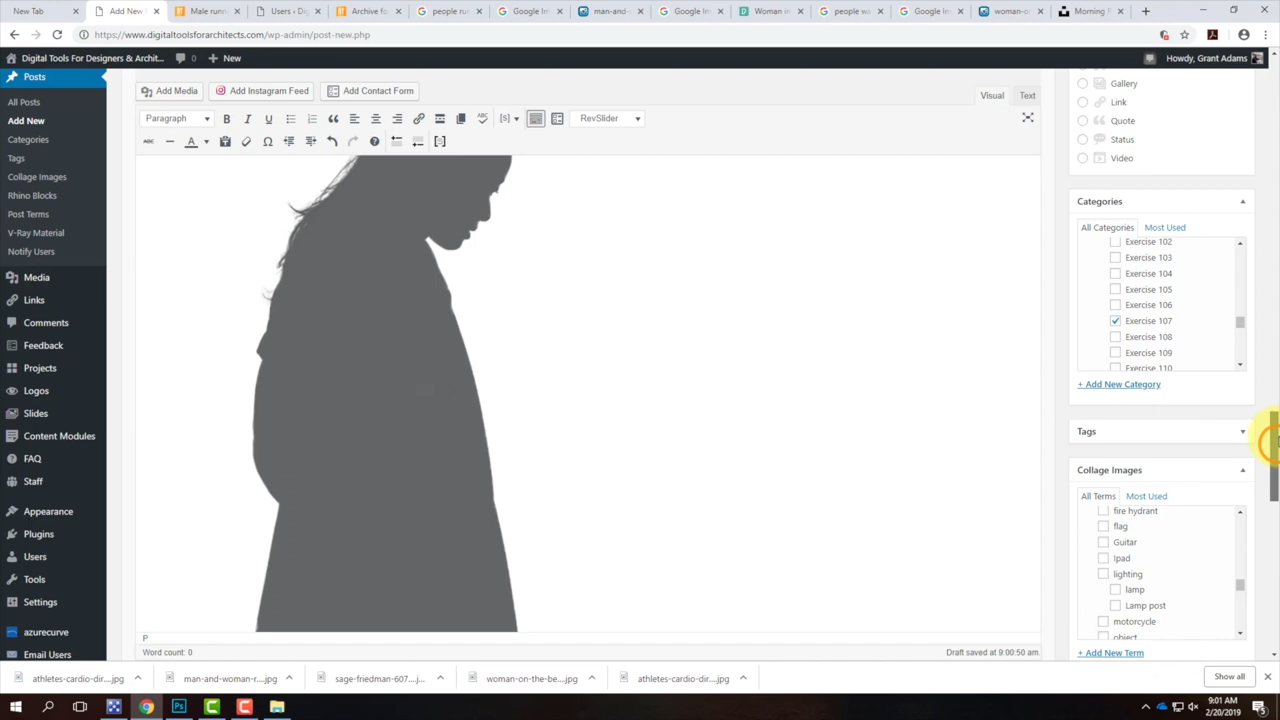 New Tab
Add New
Male runn
Users ‹ Dig
Archive for
people run
Google Im
man-and-
Google Im
Woman in
people wa
Google Im
woman-on
Morning R
https://www.digitaltoolsforarchitects.com/wp-admin/post-new.php
Digital Tools For Designers & Archit...
0
New
Howdy, Grant Adams
Posts
All Posts
Add New
Categories
Tags
Collage Images
Rhino Blocks
Post Terms
V-Ray Material
Notify Users
Media
Links
Comments
Feedback
Projects
Logos
Slides
Content Modules
FAQ
Staff
Appearance
Plugins
Users
Tools
Settings
azurecurve
Email Users
Add Media
Add Instagram Feed
Add Contact Form
Visual
Text
Paragraph
RevSlider
P
Word count: 0
Draft saved at 9:00:50 am
Gallery
Link
Quote
Status
Video
Categories
All Categories
Most Used
Exercise 102
Exercise 103
Exercise 104
Exercise 105
Exercise 106
Exercise 107
Exercise 108
Exercise 109
Exercise 110
+ Add New Category
Tags
Collage Images
All Terms
Most Used
fire hydrant
flag
Guitar
Ipad
lighting
lamp
Lamp post
motorcycle
object
+ Add New Term
athletes-cardio-dir....jpg
man-and-woman-r....jpg
sage-friedman-607....jpg
woman-on-the-be....jpg
athletes-cardio-dir....jpg
Show all
9:01 AM
2/20/2019